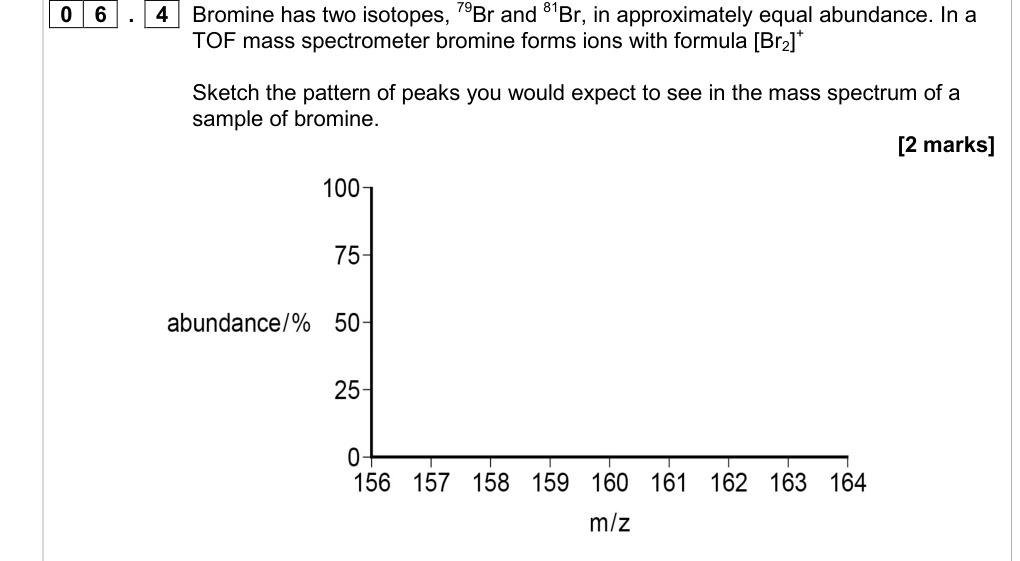 0 6 . 4 Bromine has two isotopes, ⁷⁹Br and ⁸¹Br, in approximately equal abundance. In a
TOF mass spectrometer bromine forms ions with formula [Br₂]⁺
Sketch the pattern of peaks you would expect to see in the mass spectrum of a
sample of bromine.
[2 marks]
100
75
abundance/% 50
25
0
156 157 158 159 160 161 162 163 164
m/z